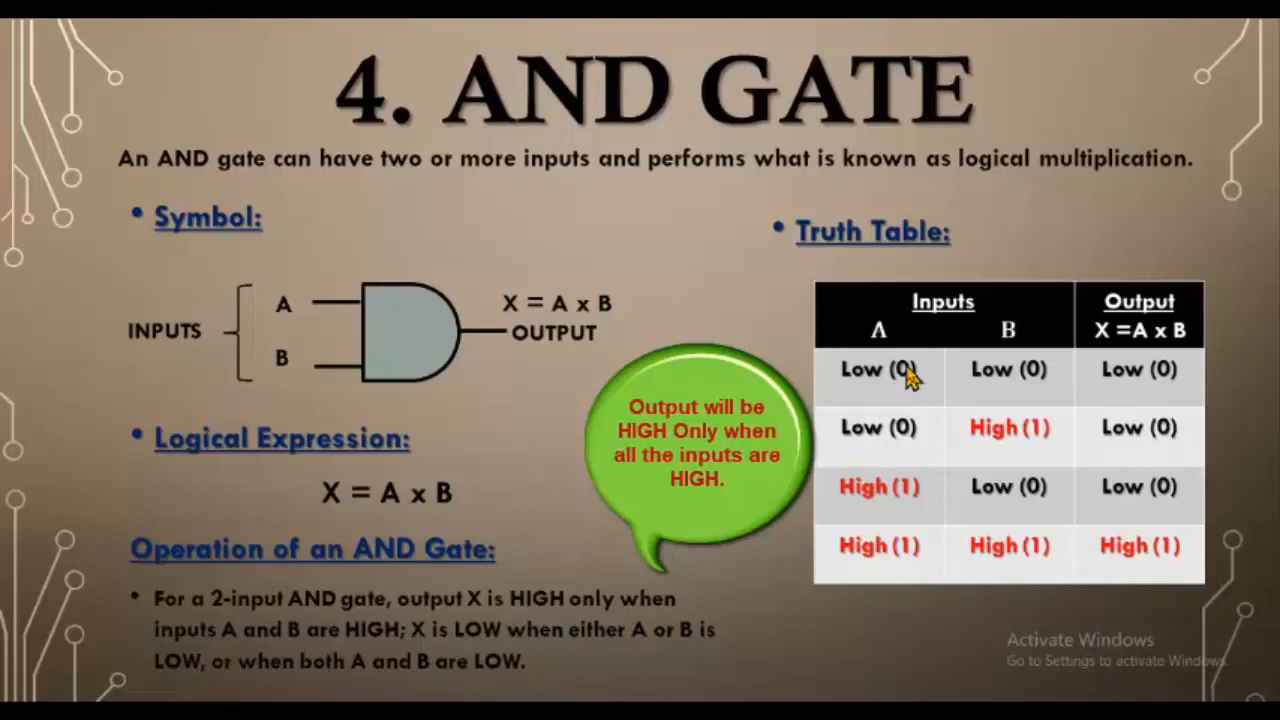 4. AND GATE
An AND gate can have two or more inputs and performs what is known as logical multiplication.
• Symbol:
INPUTS
A
B
X = A x B
OUTPUT
• Logical Expression:
X = A x B
Operation of an AND Gate:
• For a 2-input AND gate, output X is HIGH only when
inputs A and B are HIGH; X is LOW when either A or B is
LOW, or when both A and B are LOW.
Output will be
HIGH Only when
all the inputs are
HIGH.
• Truth Table:
Inputs Output
A B X =A x B
Low (0) Low (0) Low (0)
Low (0) High (1) Low (0)
High (1) Low (0) Low (0)
High (1) High (1) High (1)
Activate Windows
Go to Settings to activate Windows.